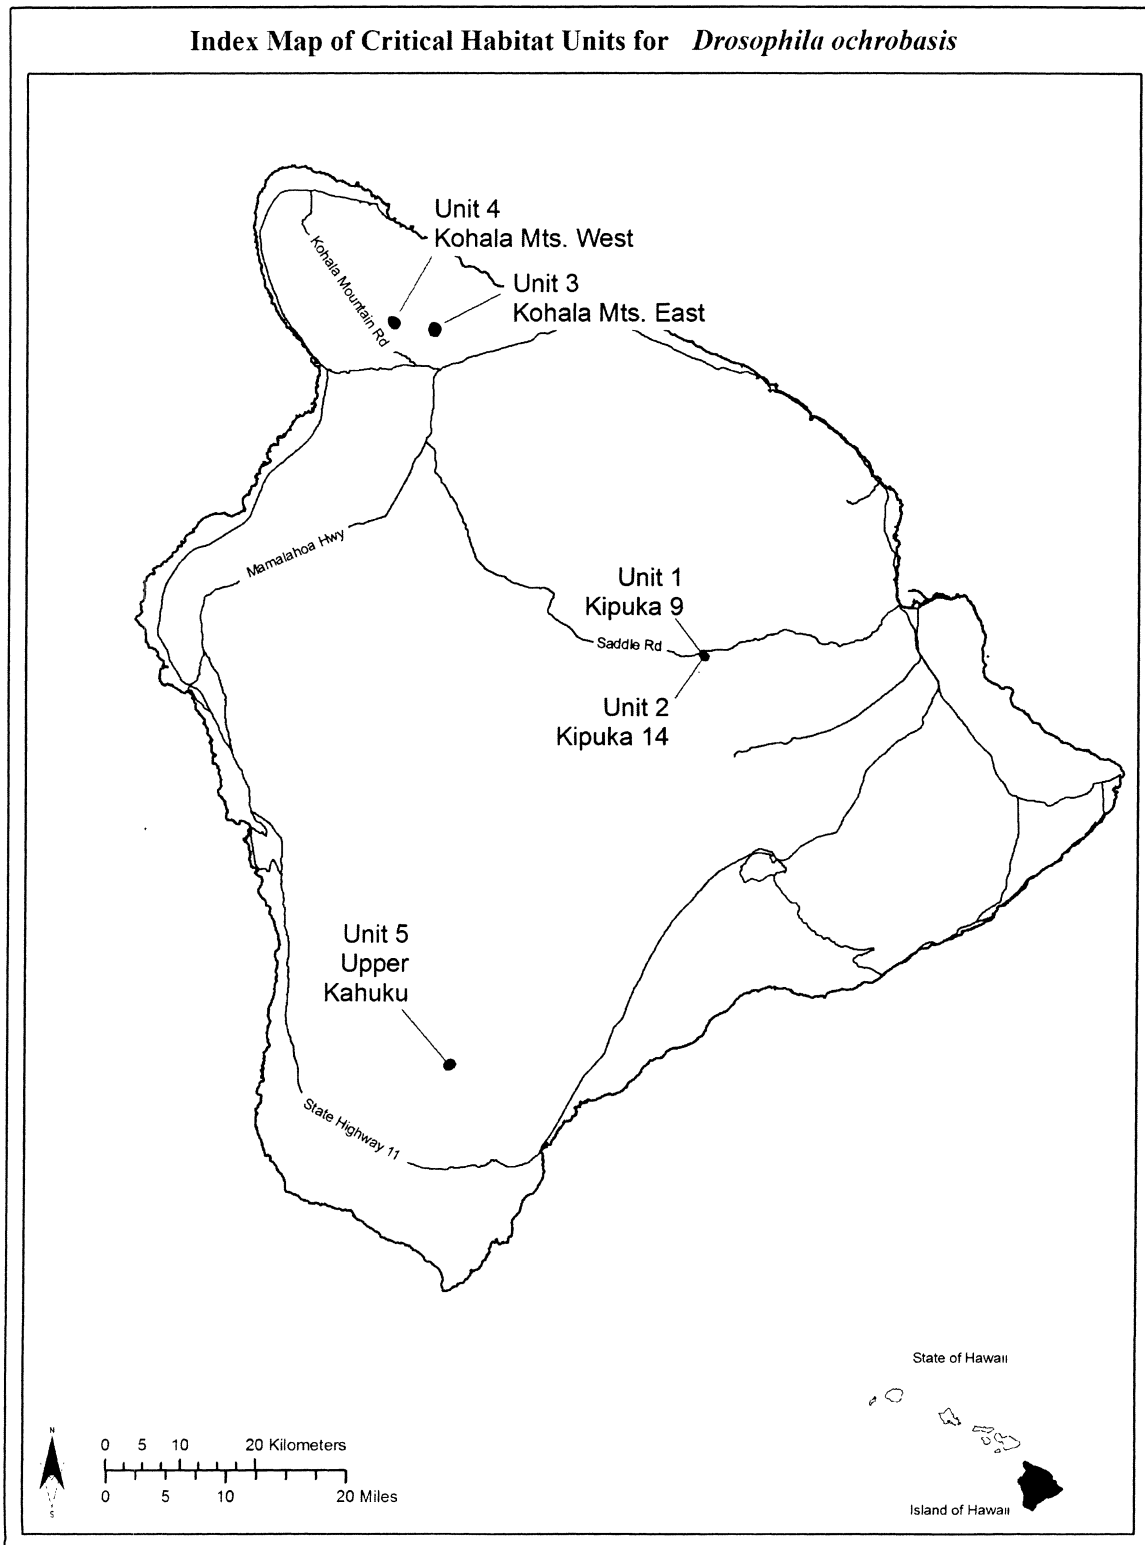 Index Map of Critical Habitat Units for Drosophila ochrobasis
Unit 4
Kohala Mts. West
Unit 3
Kohala Mts. East
Kohala Mountain Rd
Mamalahoa Hwy
Unit 1
Kipuka 9
Saddle Rd
Unit 2
Kipuka 14
Unit 5
Upper
Kahuku
State Highway 11
State of Hawaii
N
S
0 5 10 20 Kilometers
0 5 10 20 Miles
Island of Hawaii